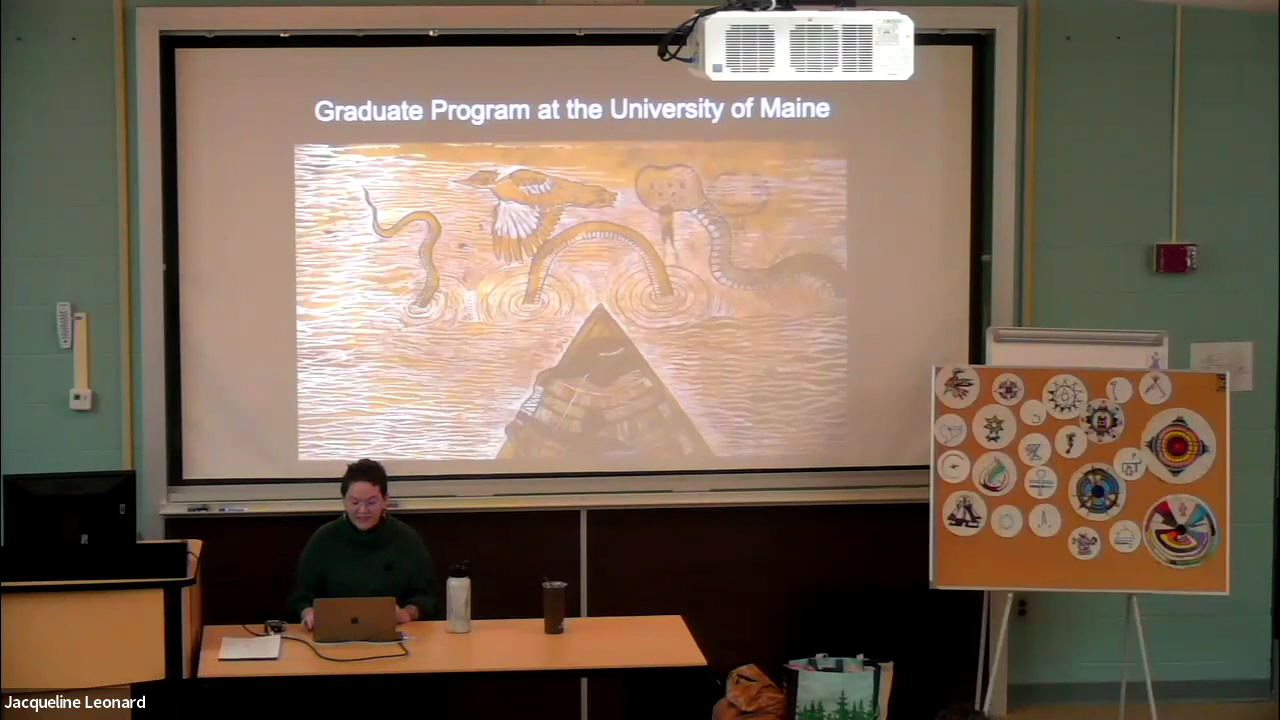 Graduate Program at the University of Maine
Jacqueline Leonard